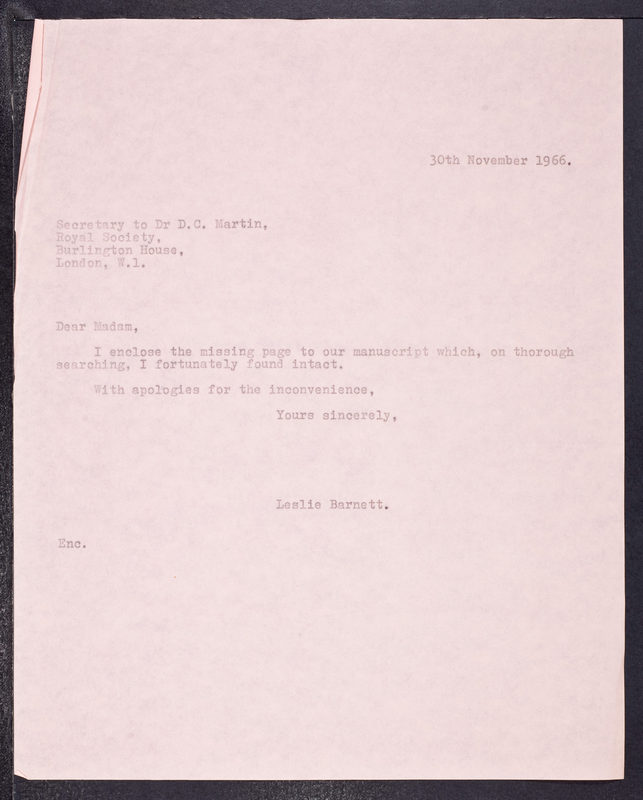 30th November 1966.
Secretary to Dr D.C. Martin,
Royal Society,
Burlington House,
London, W.1.
Dear Madam,
I enclose the missing page to our manuscript which, on thorough
searching, I fortunately found intact.
With apologies for the inconvenience,
Yours sincerely,
Leslie Barnett.
Enc.